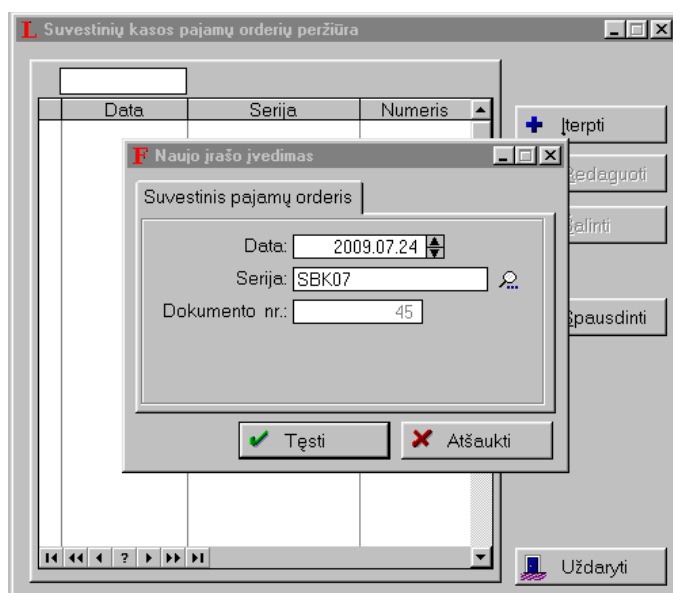 L Suvestinių kasos pajamų orderių peržiūra
Data Serija Numeris
Įterpti
F Naujo įrašo įvedimas
Redaguoti
Suvestinis pajamų orderis
Šalinti
Data: 2009.07.24
Serija: SBK07
Dokumento nr.: 45
Spausdinti
Tęsti
Atšaukti
?
Uždaryti